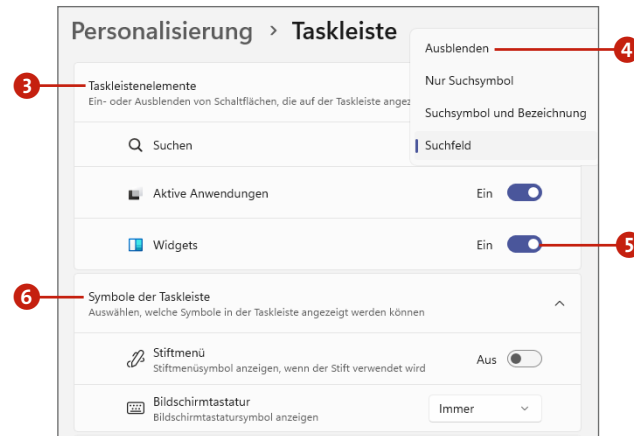 Personalisierung > Taskleiste
Ausblenden
4
Nur Suchsymbol
Suchsymbol und Bezeichnung
Suchfeld
3
Taskleistenelemente
Ein- oder Ausblenden von Schaltflächen, die auf der Taskleiste
Suchen
Aktive Anwendungen
Ein
Widgets
Ein
5
6
Symbole der Taskleiste
Auswählen, welche Symbole in der Taskleiste angezeigt werden können
Stiftmenü
Stiftmenüsymbol anzeigen, wenn der Stift verwendet wird
Aus
Bildschirmtastatur
Bildschirmtastatursymbol anzeigen
Immer